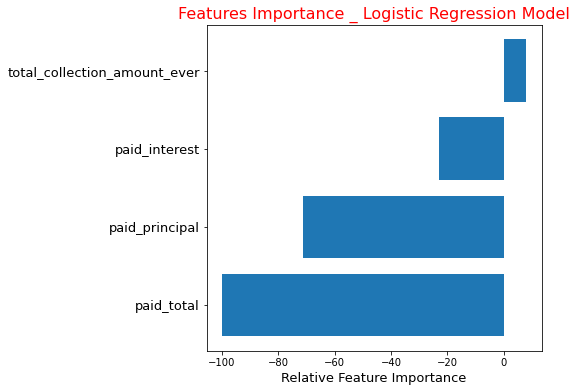 Features Importance _ Logistic Regression Model
total_collection_amount_ever
paid_interest
paid_principal
paid_total
−100 −80 −60 −40 −20 0
Relative Feature Importance